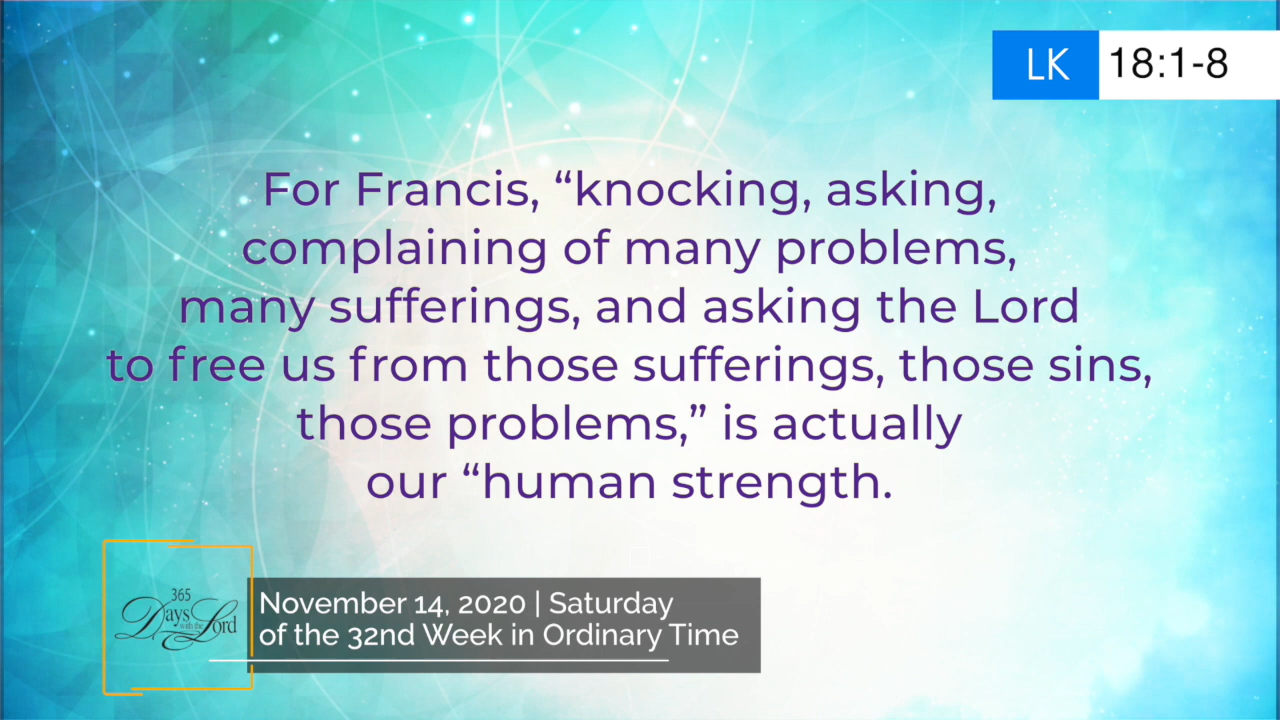 LK 18:1-8
For Francis, “knocking, asking,
complaining of many problems,
many sufferings, and asking the Lord
to free us from those sufferings, those sins,
those problems,” is actually
our “human strength.
365
Days with the Lord
November 14, 2020 | Saturday
of the 32nd Week in Ordinary Time